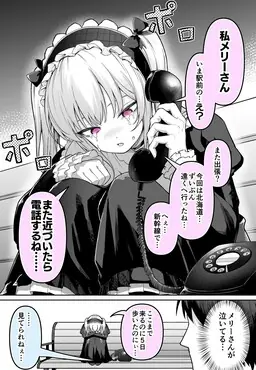 私メリーさん
いま駅前の…え?
また出張?
今回は北海道…
ずいぶん
遠くへ行ったね…
へぇ…
新幹線で…
また近づいたら
電話するね……
ポロ
ポロ
メリーさんが
泣いてる…
ここまで
来るのに5日
歩いたのに…
……
見てられねぇ…